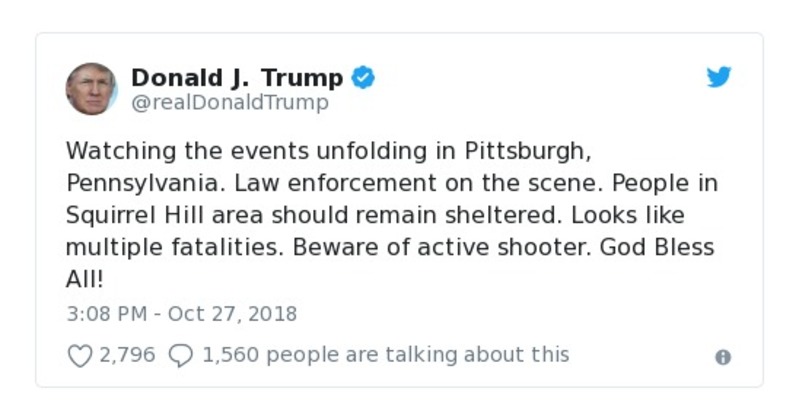 Donald J. Trump
@realDonaldTrump
Watching the events unfolding in Pittsburgh,
Pennsylvania. Law enforcement on the scene. People in
Squirrel Hill area should remain sheltered. Looks like
multiple fatalities. Beware of active shooter. God Bless
All!
3:08 PM - Oct 27, 2018
2,796 1,560 people are talking about this